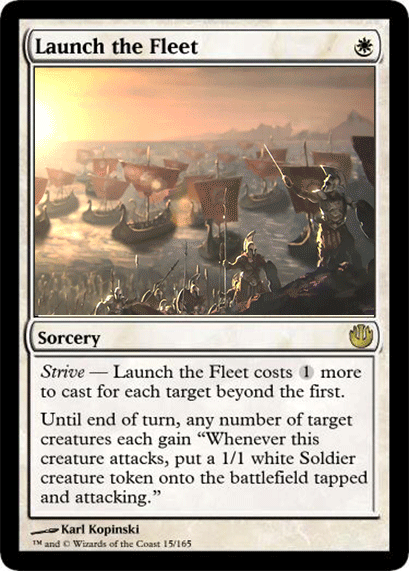 Launch the Fleet
Sorcery
Strive — Launch the Fleet costs 1 more
to cast for each target beyond the first.
Until end of turn, any number of target
creatures each gain “Whenever this
creature attacks, put a 1/1 white Soldier
creature token onto the battlefield tapped
and attacking.”
Karl Kopinski
™ and © Wizards of the Coast 15/165